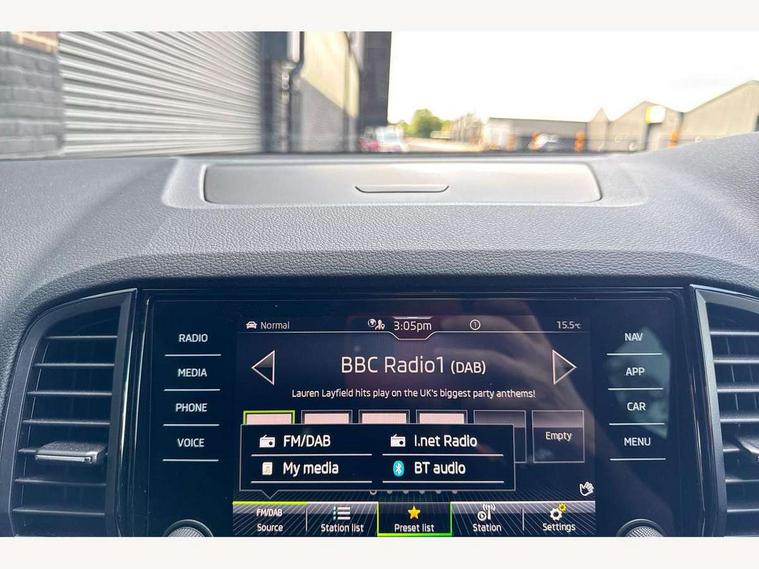 Normal
3:05pm
15.5°C
RADIO
MEDIA
PHONE
VOICE
BBC Radio1 (DAB)
Lauren Layfield hits play on the UK's biggest party anthems!
NAV
APP
CAR
MENU
FM/DAB
I.net Radio
My media
BT audio
Empty
FM/DAB
Source
Station list
Preset list
Station
Settings